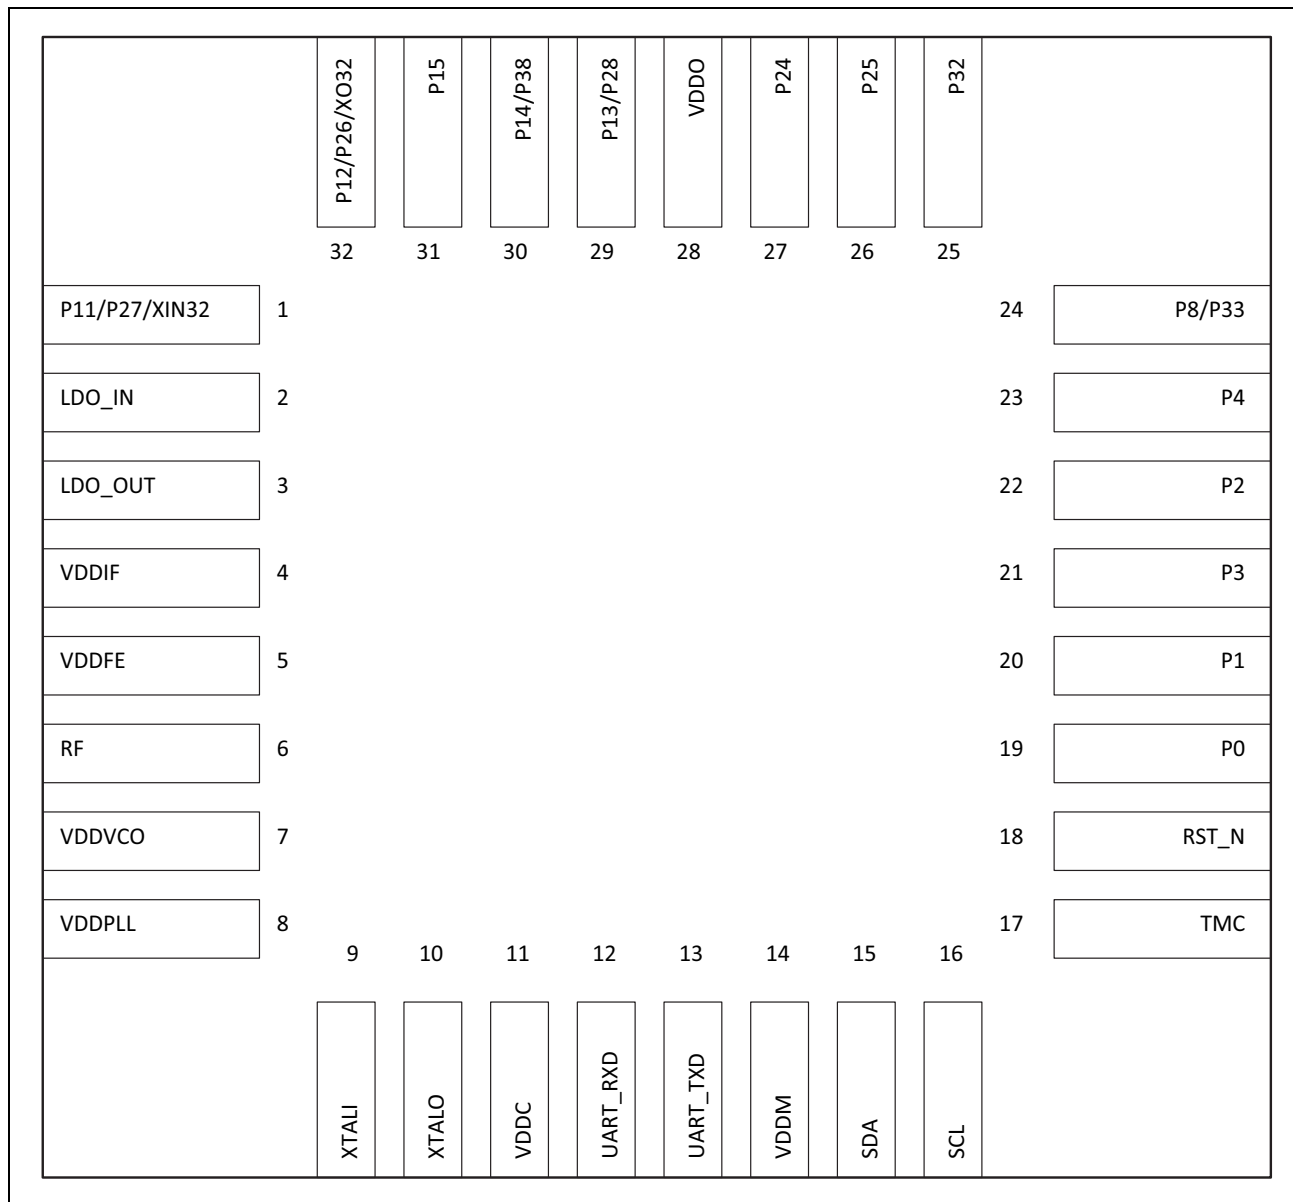 P12/P26/XO32 P15 P14/P38 P13/P28 VDDO P24 P25 P32
32 31 30 29 28 27 26 25
P11/P27/XIN32 1 24 P8/P33
LDO_IN 2 23 P4
LDO_OUT 3 22 P2
VDDIF 4 21 P3
VDDFE 5 20 P1
RF 6 19 P0
VDDVCO 7 18 RST_N
VDDPLL 8 17 TMC
9 10 11 12 13 14 15 16
XTALI XTALO VDDC UART_RXD UART_TXD VDDM SDA SCL